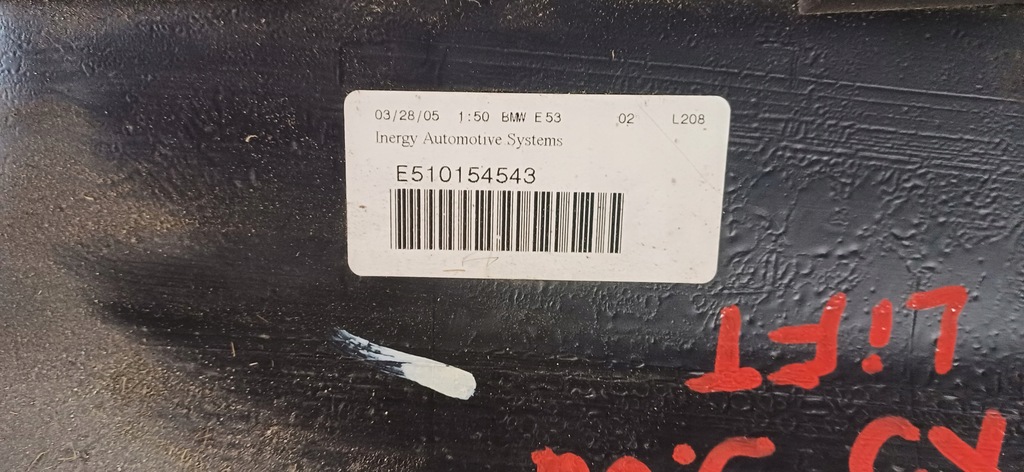 03/28/05 1:50 BMW E53 02 L208
Inergy Automotive Systems
E510154543
LiFT